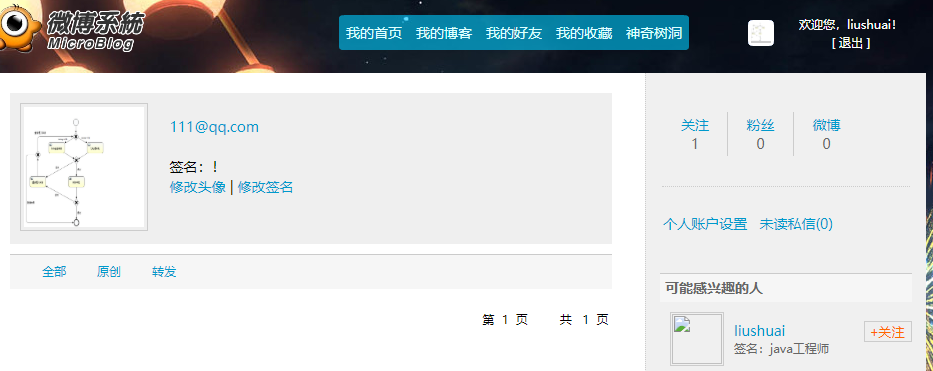 微博系統
MicroBlog
我的首页 我的博客 我的好友 我的收藏 神奇树洞
欢迎您，liushuai！
[ 退出 ]
111@qq.com
签名：！
修改头像 | 修改签名
全部 原创 转发
第 1 页 共 1 页
关注 粉丝 微博
1 0 0
个人账户设置 未读私信(0)
可能感兴趣的人
liushuai
+关注
签名：java工程师